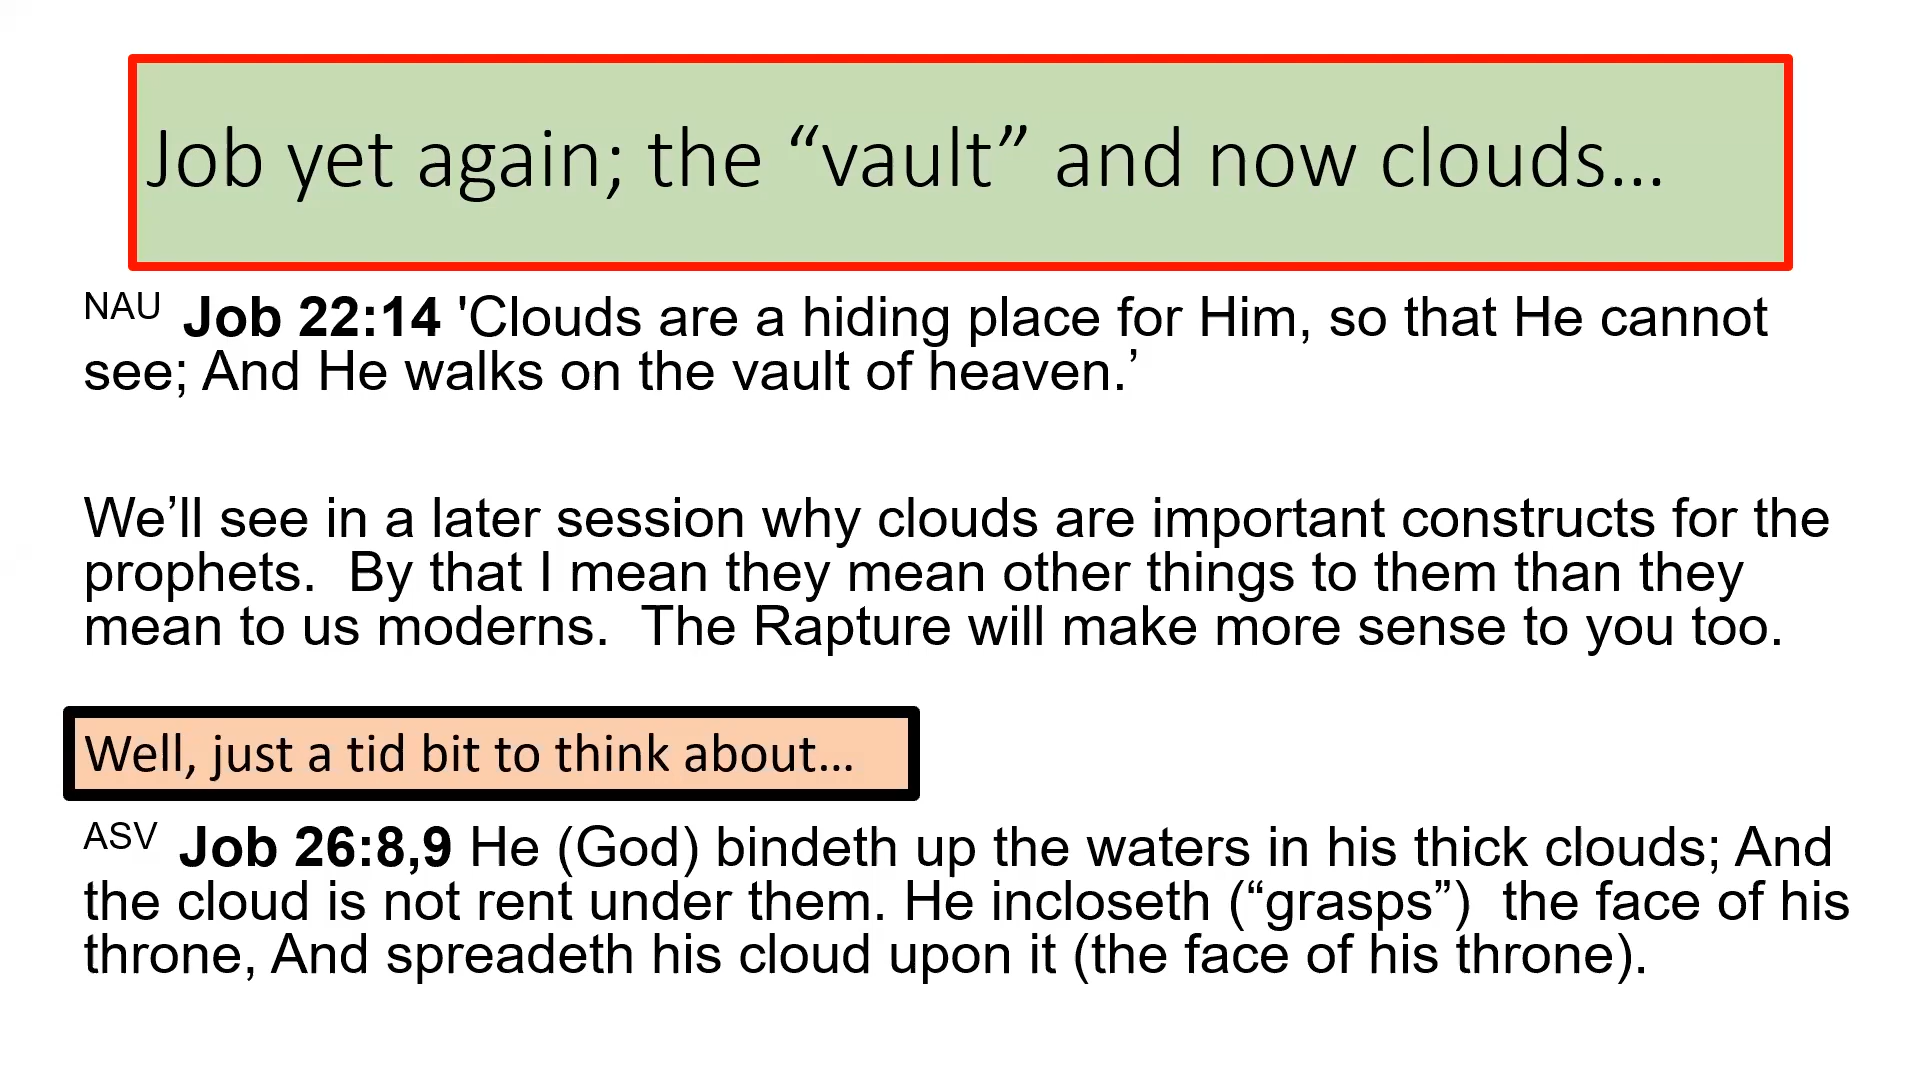 Job yet again; the “vault” and now clouds...
NAU Job 22:14 'Clouds are a hiding place for Him, so that He cannot
see; And He walks on the vault of heaven.’
We’ll see in a later session why clouds are important constructs for the
prophets.  By that I mean they mean other things to them than they
mean to us moderns.  The Rapture will make more sense to you too.
Well, just a tid bit to think about...
ASV Job 26:8,9 He (God) bindeth up the waters in his thick clouds; And
the cloud is not rent under them. He incloseth (“grasps”)  the face of his
throne, And spreadeth his cloud upon it (the face of his throne).